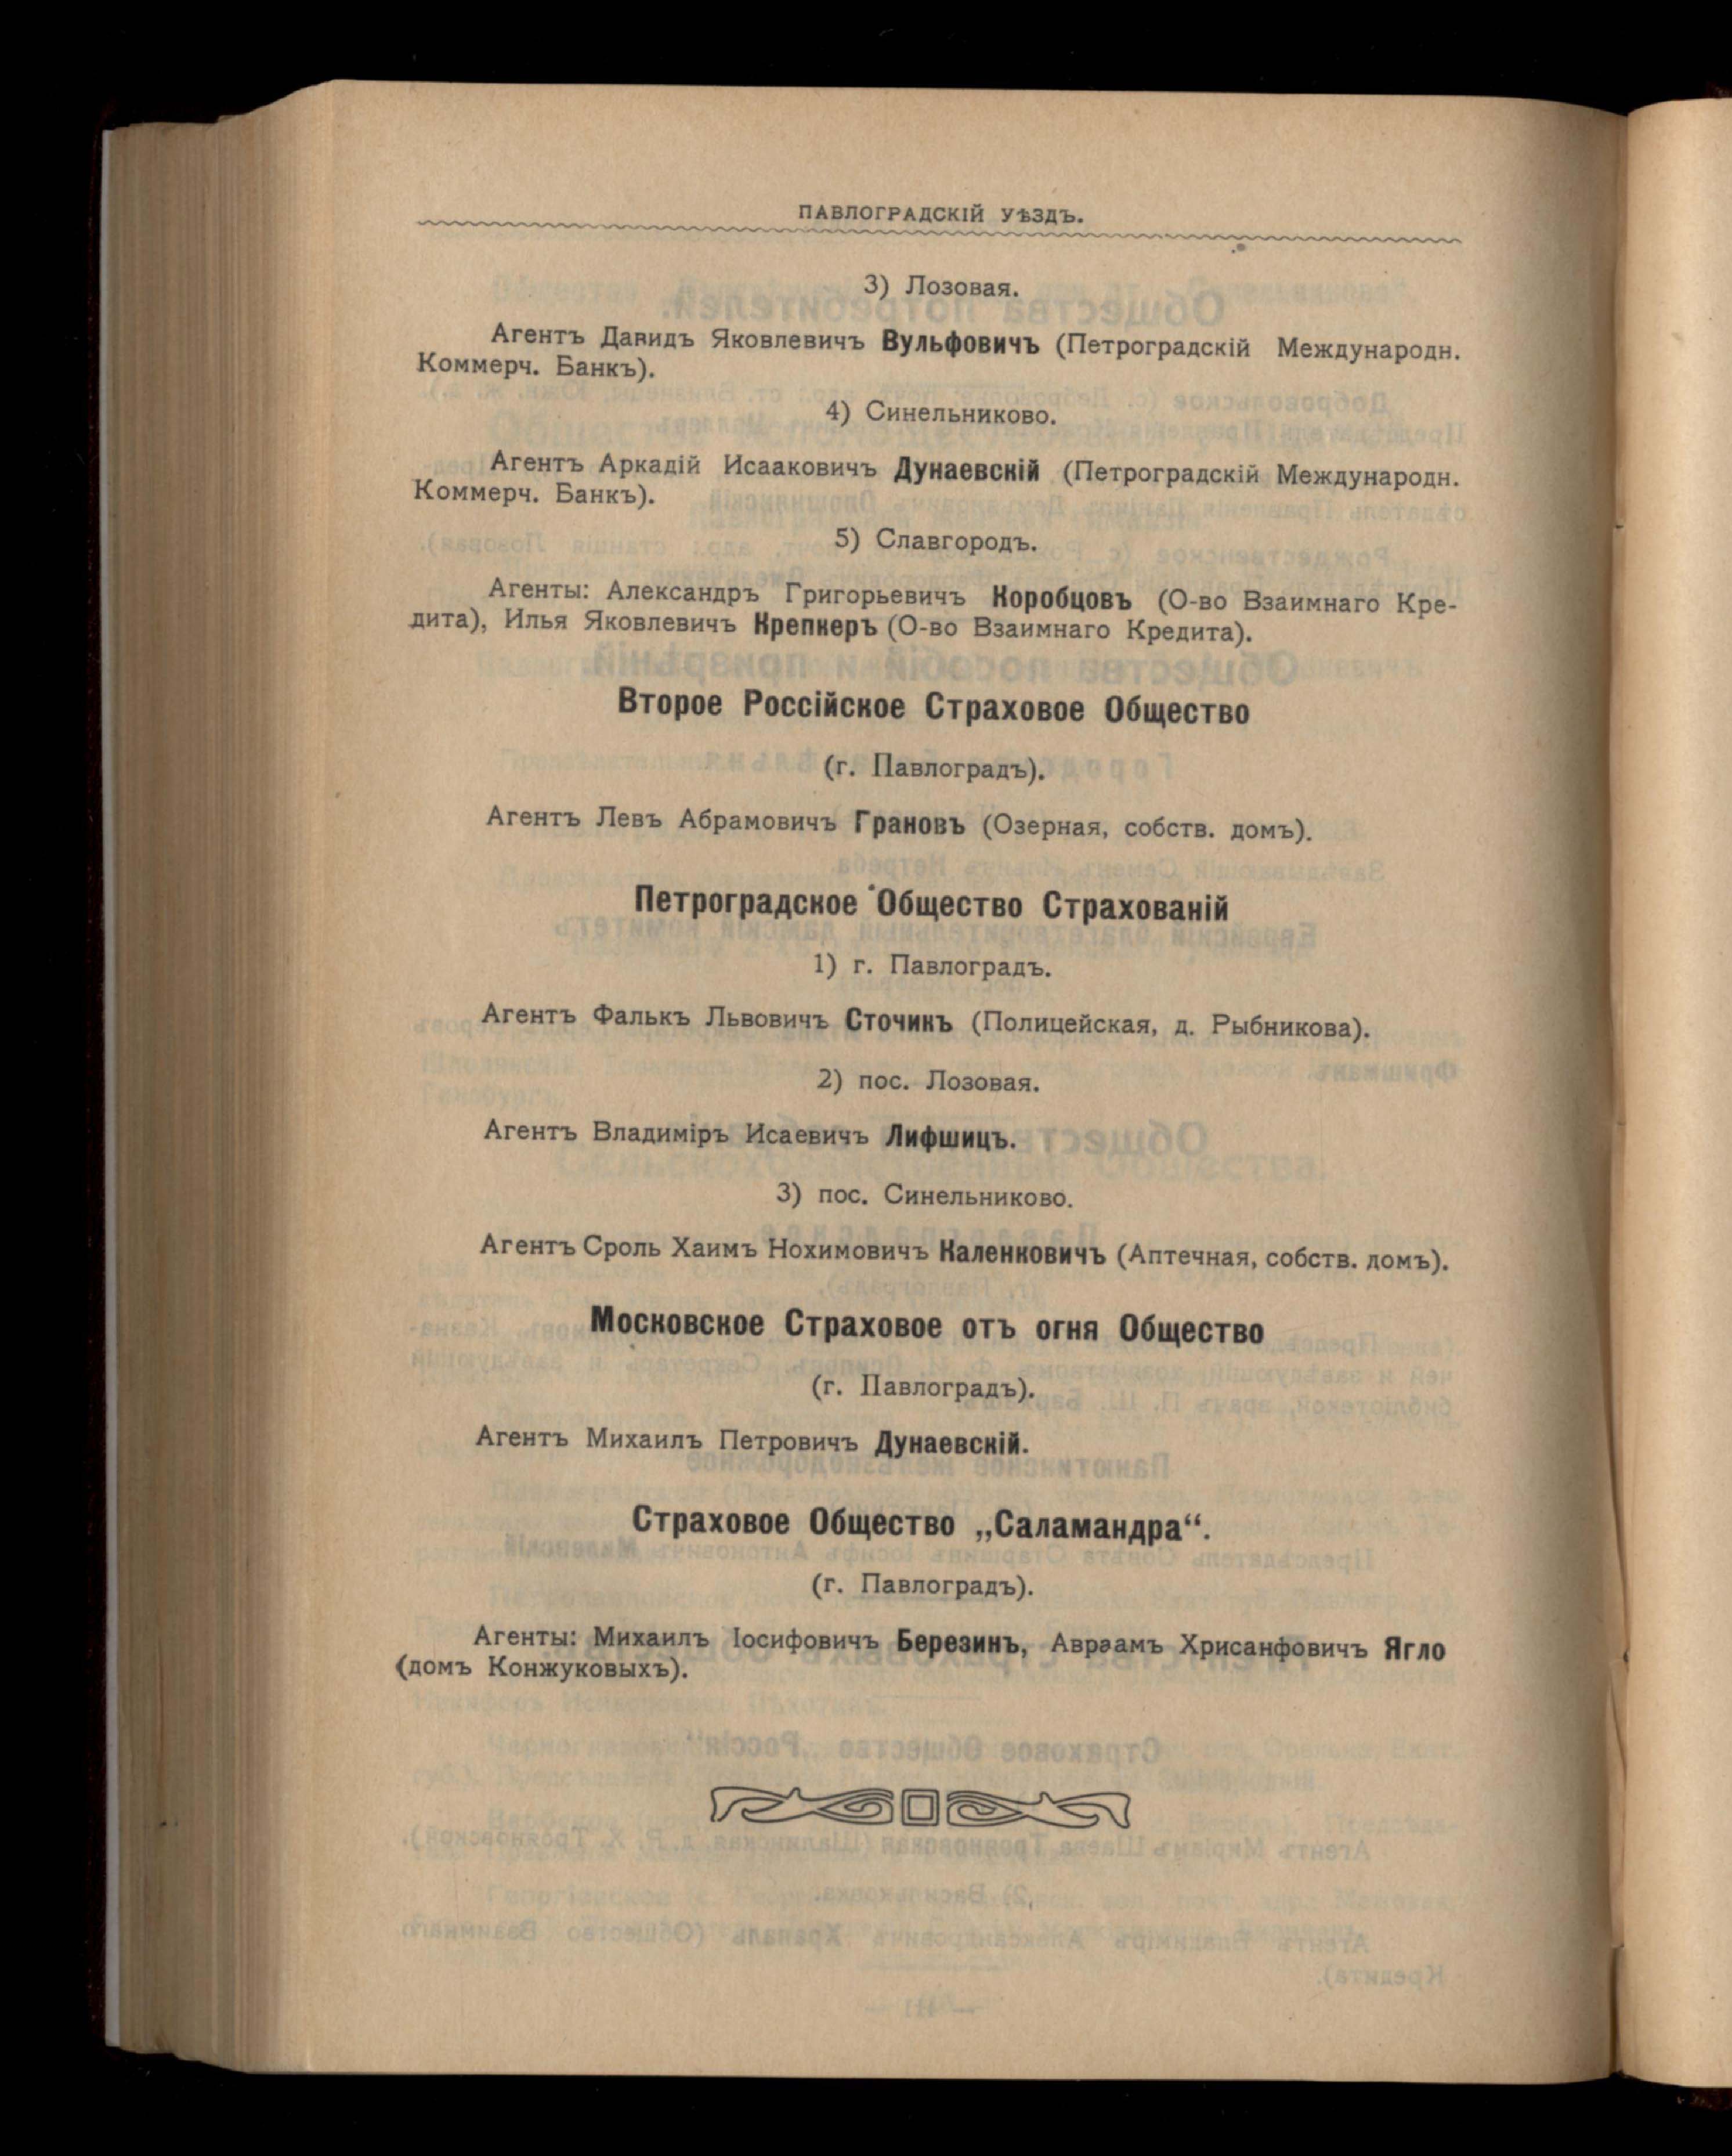 ПАВЛОГРАДСКІЙ УѢЗДЪ.
3) Лозовая.
Агентъ Давидъ Яковлевичъ Вульфовичъ (Петроградскій Международн.
Коммерч. Банкъ).
4) Синельниково.
Агентъ Аркадій Исааковичъ Дунаевскій (Петроградскій Международн.
Коммерч. Банкъ).
5) Славгородъ.
Агенты: Александръ Григорьевичъ Коробцовъ (О-во Взаимнаго Кре-
дита), Илья Яковлевичъ Крепкеръ (О-во Взаимнаго Кредита).
Второе Россійское Страховое Общество
(г. Павлоградъ).
Агентъ Левъ Абрамовичъ Грановъ (Озерная, собств. домъ).
Петроградское Общество Страхованій
1) г. Павлоградъ.
Агентъ Фалькъ Львовичъ Сточикъ (Полицейская, д. Рыбникова).
2) пос. Лозовая.
Агентъ Владиміръ Исаевичъ Лифшицъ.
3) пос. Синельниково.
Агентъ Сроль Хаимъ Нохимовичъ Каленковичъ (Аптечная, собств. домъ).
Московское Страховое отъ огня Общество
(г. Павлоградъ).
Агентъ Михаилъ Петровичъ Дунаевскій.
Страховое Общество „Саламандра“.
(г. Павлоградъ).
Агенты: Михаилъ Іосифовичъ Березинъ, Авраамъ Хрисанфовичъ Ягло
(домъ Конжуковыхъ).